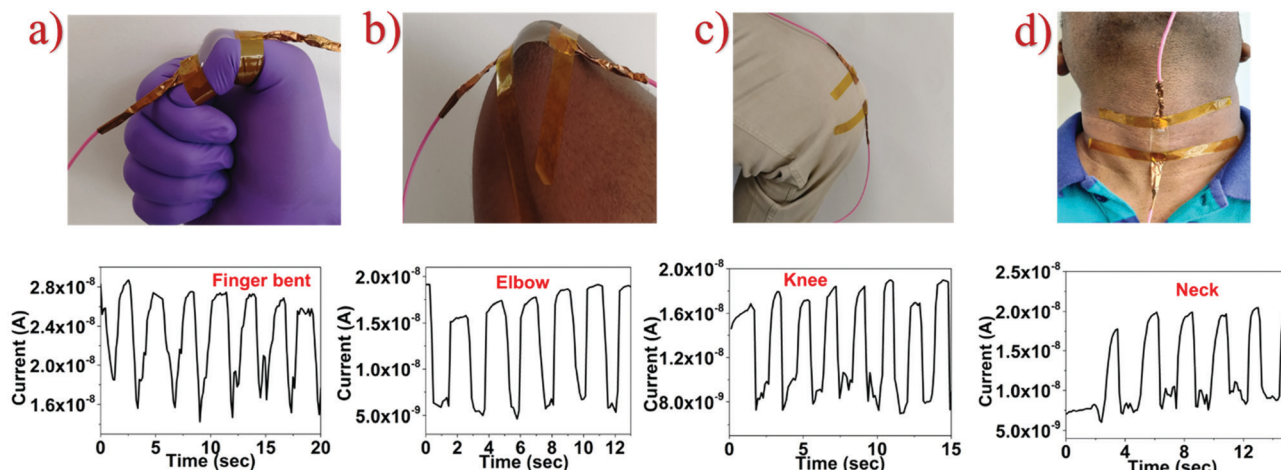 a)
b)
c)
d)
Finger bent
2.8x10⁻⁸
2.4x10⁻⁸
2.0x10⁻⁸
1.6x10⁻⁸
Current (A)
0 5 10 15 20
Time (sec)
Elbow
2.0x10⁻⁸
1.5x10⁻⁸
1.0x10⁻⁸
5.0x10⁻⁹
Current (A)
0 2 4 6 8 10 12
Time (sec)
Knee
2.0x10⁻⁸
1.6x10⁻⁸
1.2x10⁻⁸
8.0x10⁻⁹
Current (A)
0 5 10 15
Time (sec)
Neck
2.5x10⁻⁸
2.0x10⁻⁸
1.5x10⁻⁸
1.0x10⁻⁸
5.0x10⁻⁹
Current (A)
0 4 8 12
Time (sec)